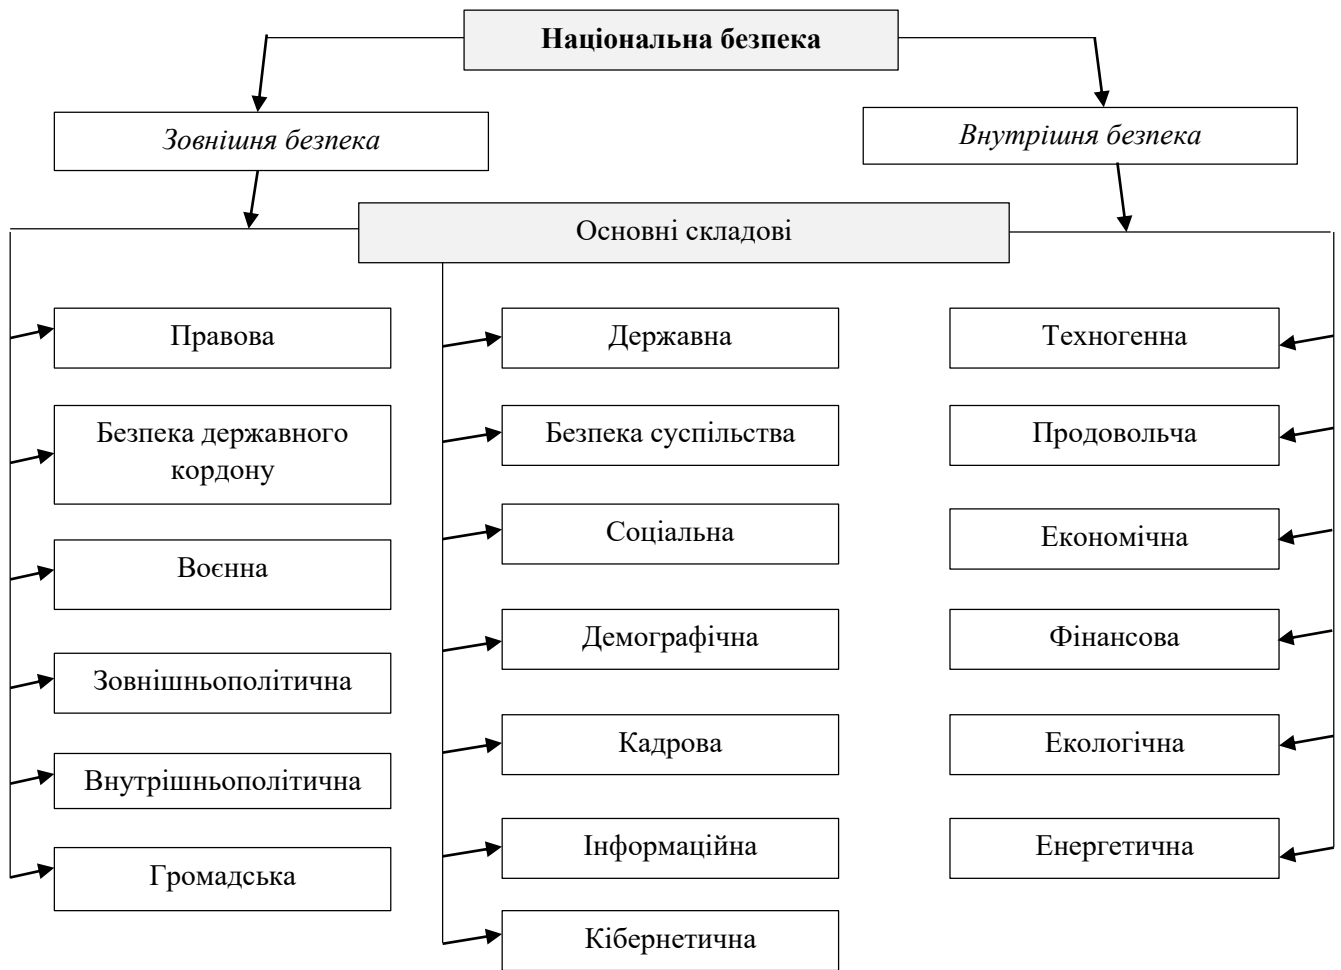 Національна безпека
Зовнішня безпека
Внутрішня безпека
Основні складові
Правова
Безпека державного
кордону
Воєнна
Зовнішньополітична
Внутрішньополітична
Громадська
Державна
Безпека суспільства
Соціальна
Демографічна
Кадрова
Інформаційна
Кібернетична
Техногенна
Продовольча
Економічна
Фінансова
Екологічна
Енергетична